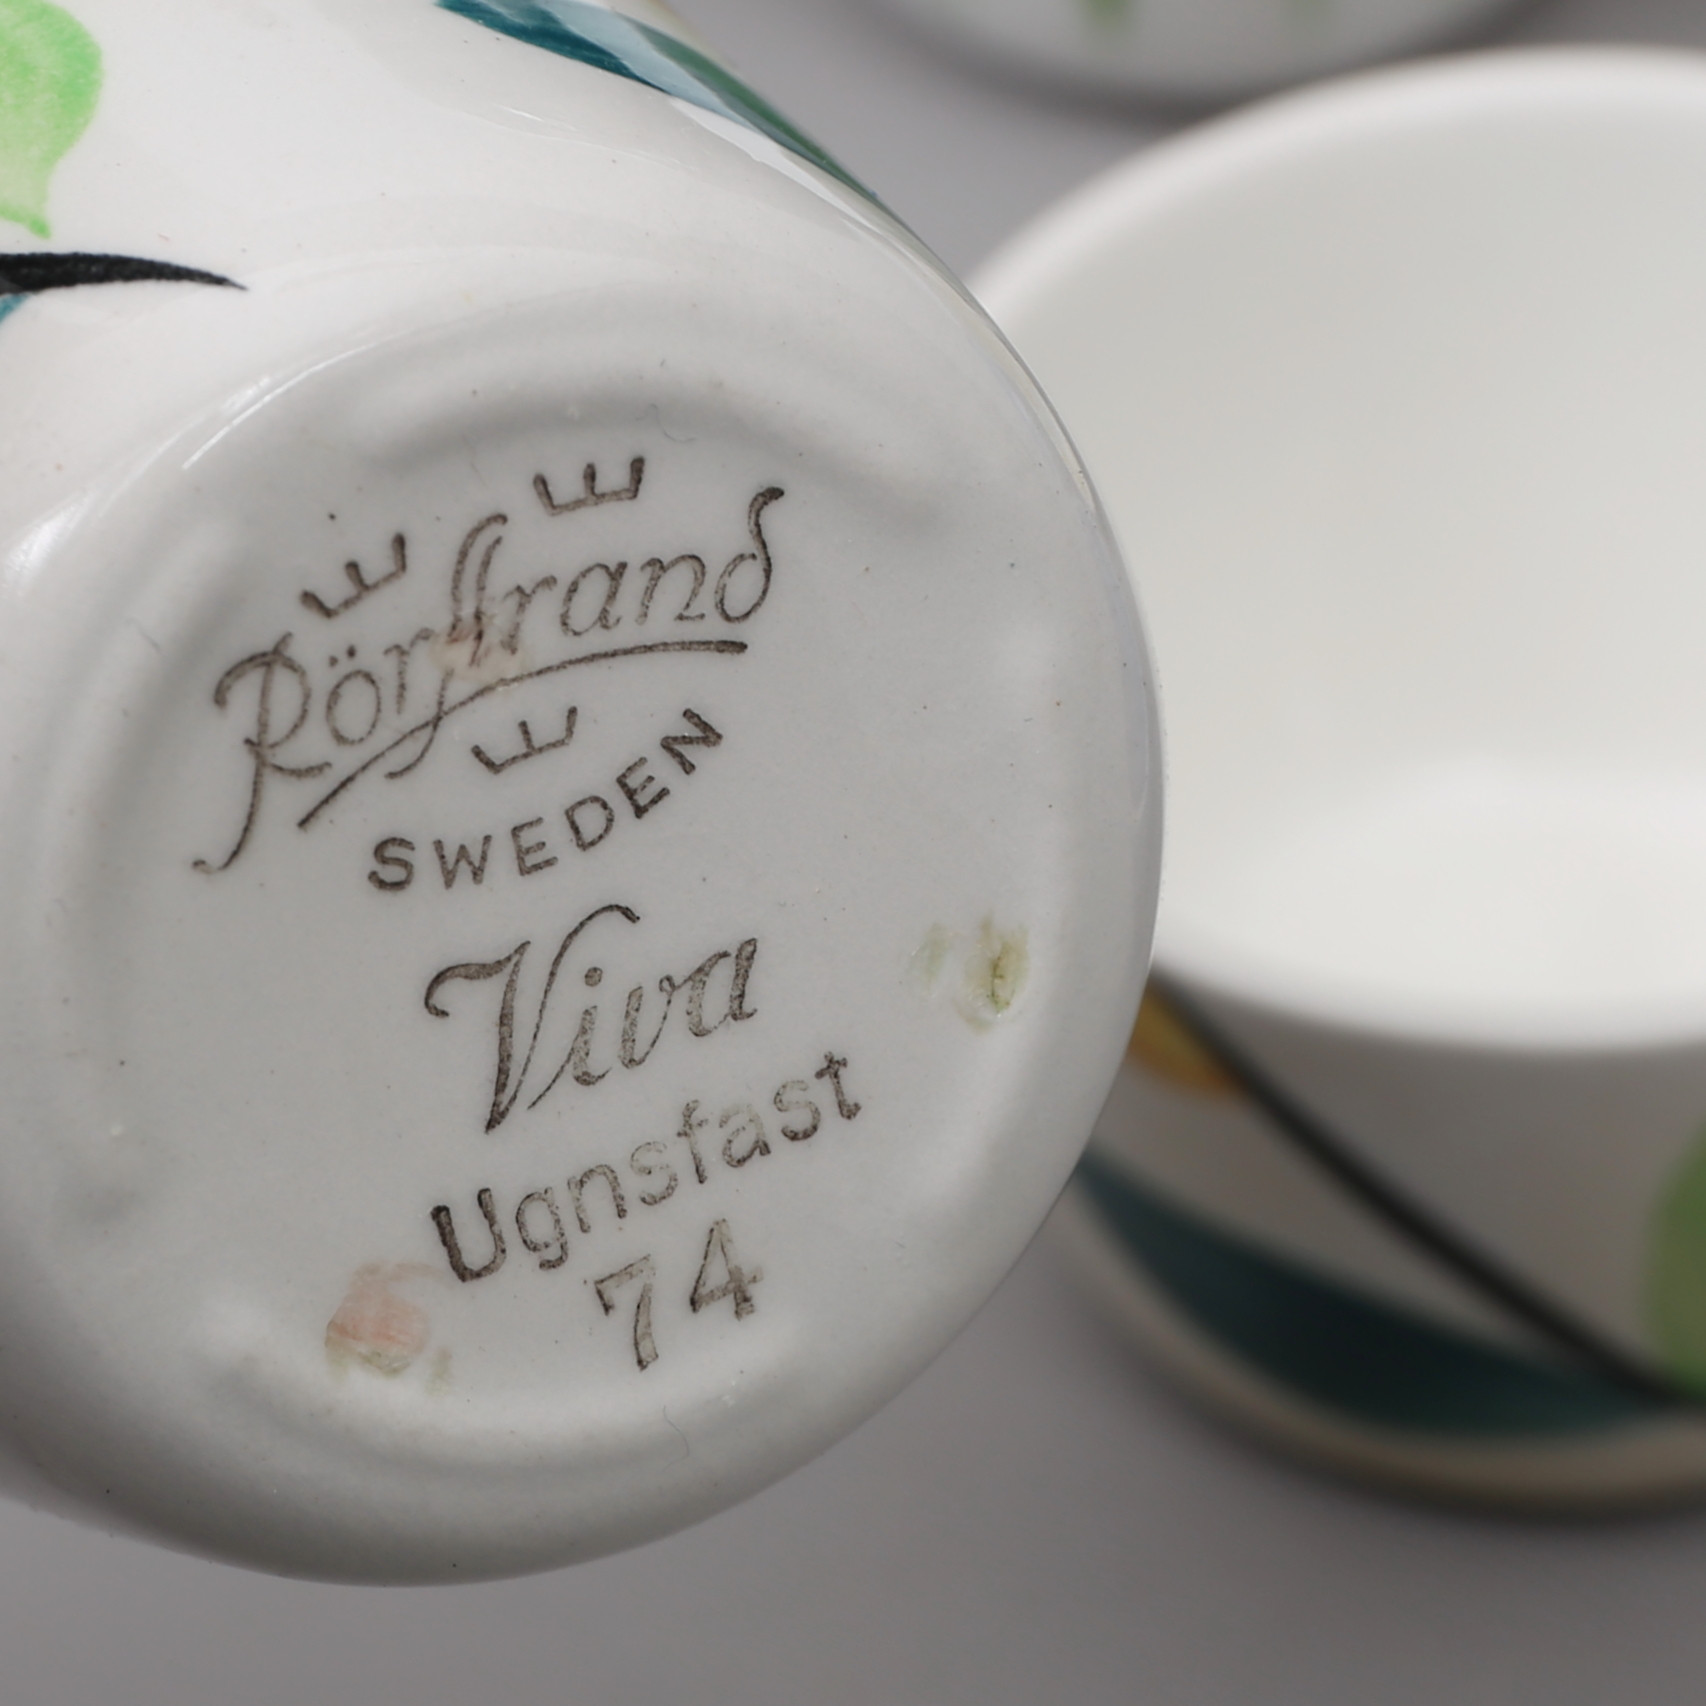 Rörstrand
SWEDEN
Viva
Ugnsfast
74